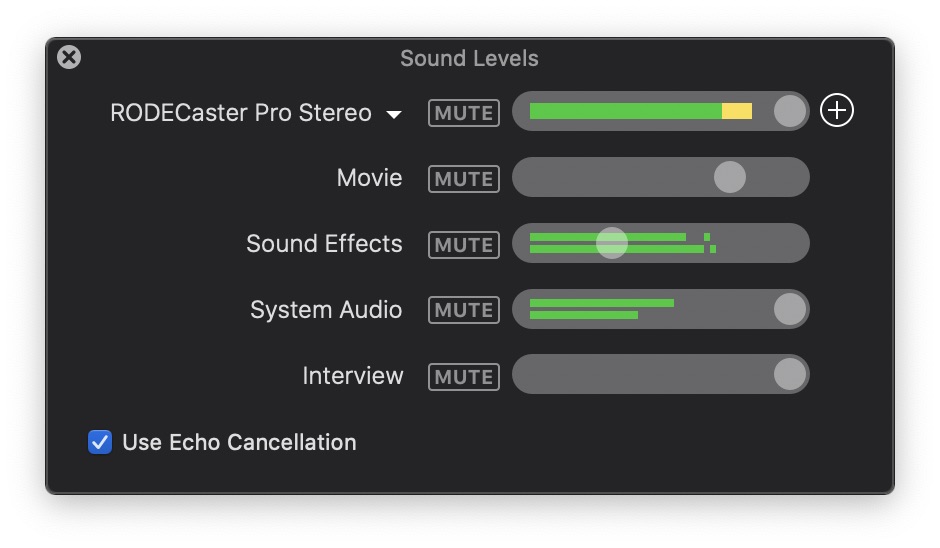 Sound Levels
RODECaster Pro Stereo MUTE
Movie MUTE
Sound Effects MUTE
System Audio MUTE
Interview MUTE
Use Echo Cancellation